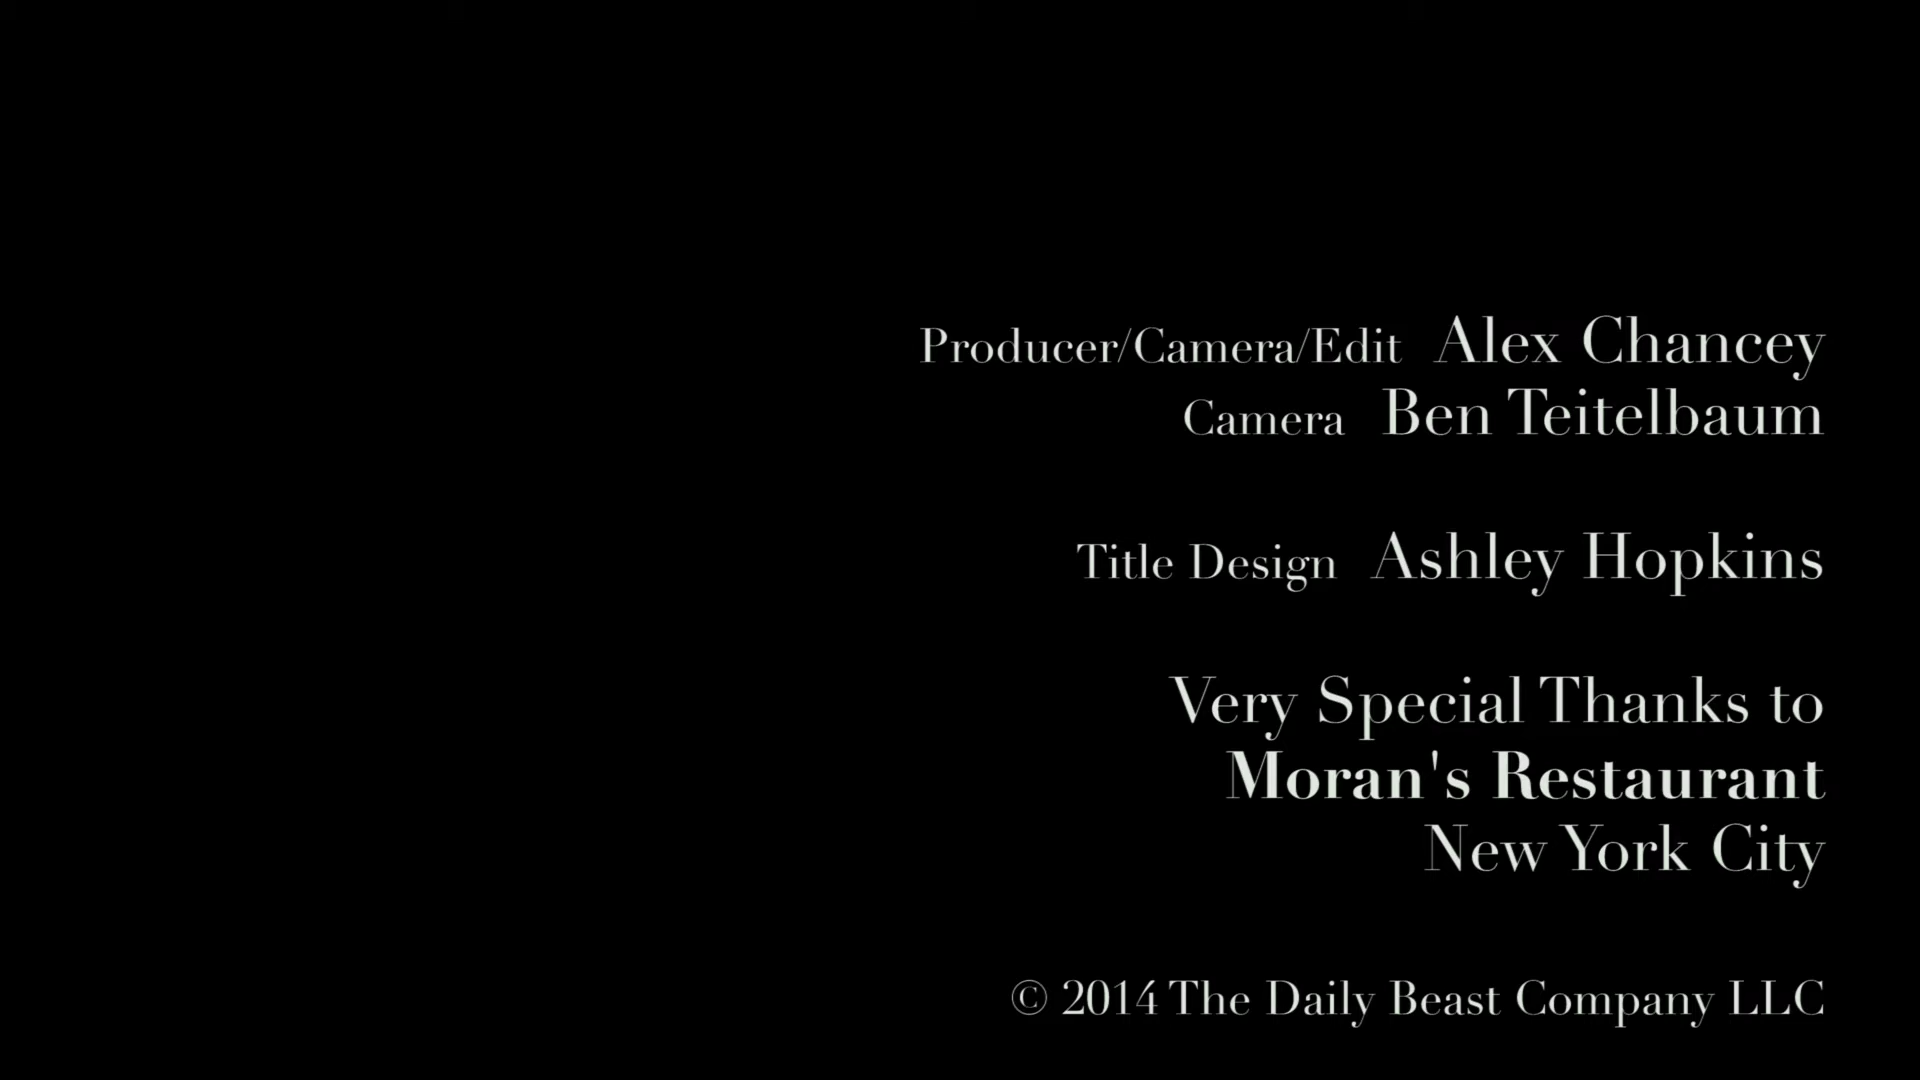 Producer/Camera/Edit Alex Chancey
Camera Ben Teitelbaum
Title Design Ashley Hopkins
Very Special Thanks to
Moran's Restaurant
New York City
© 2014 The Daily Beast Company LLC